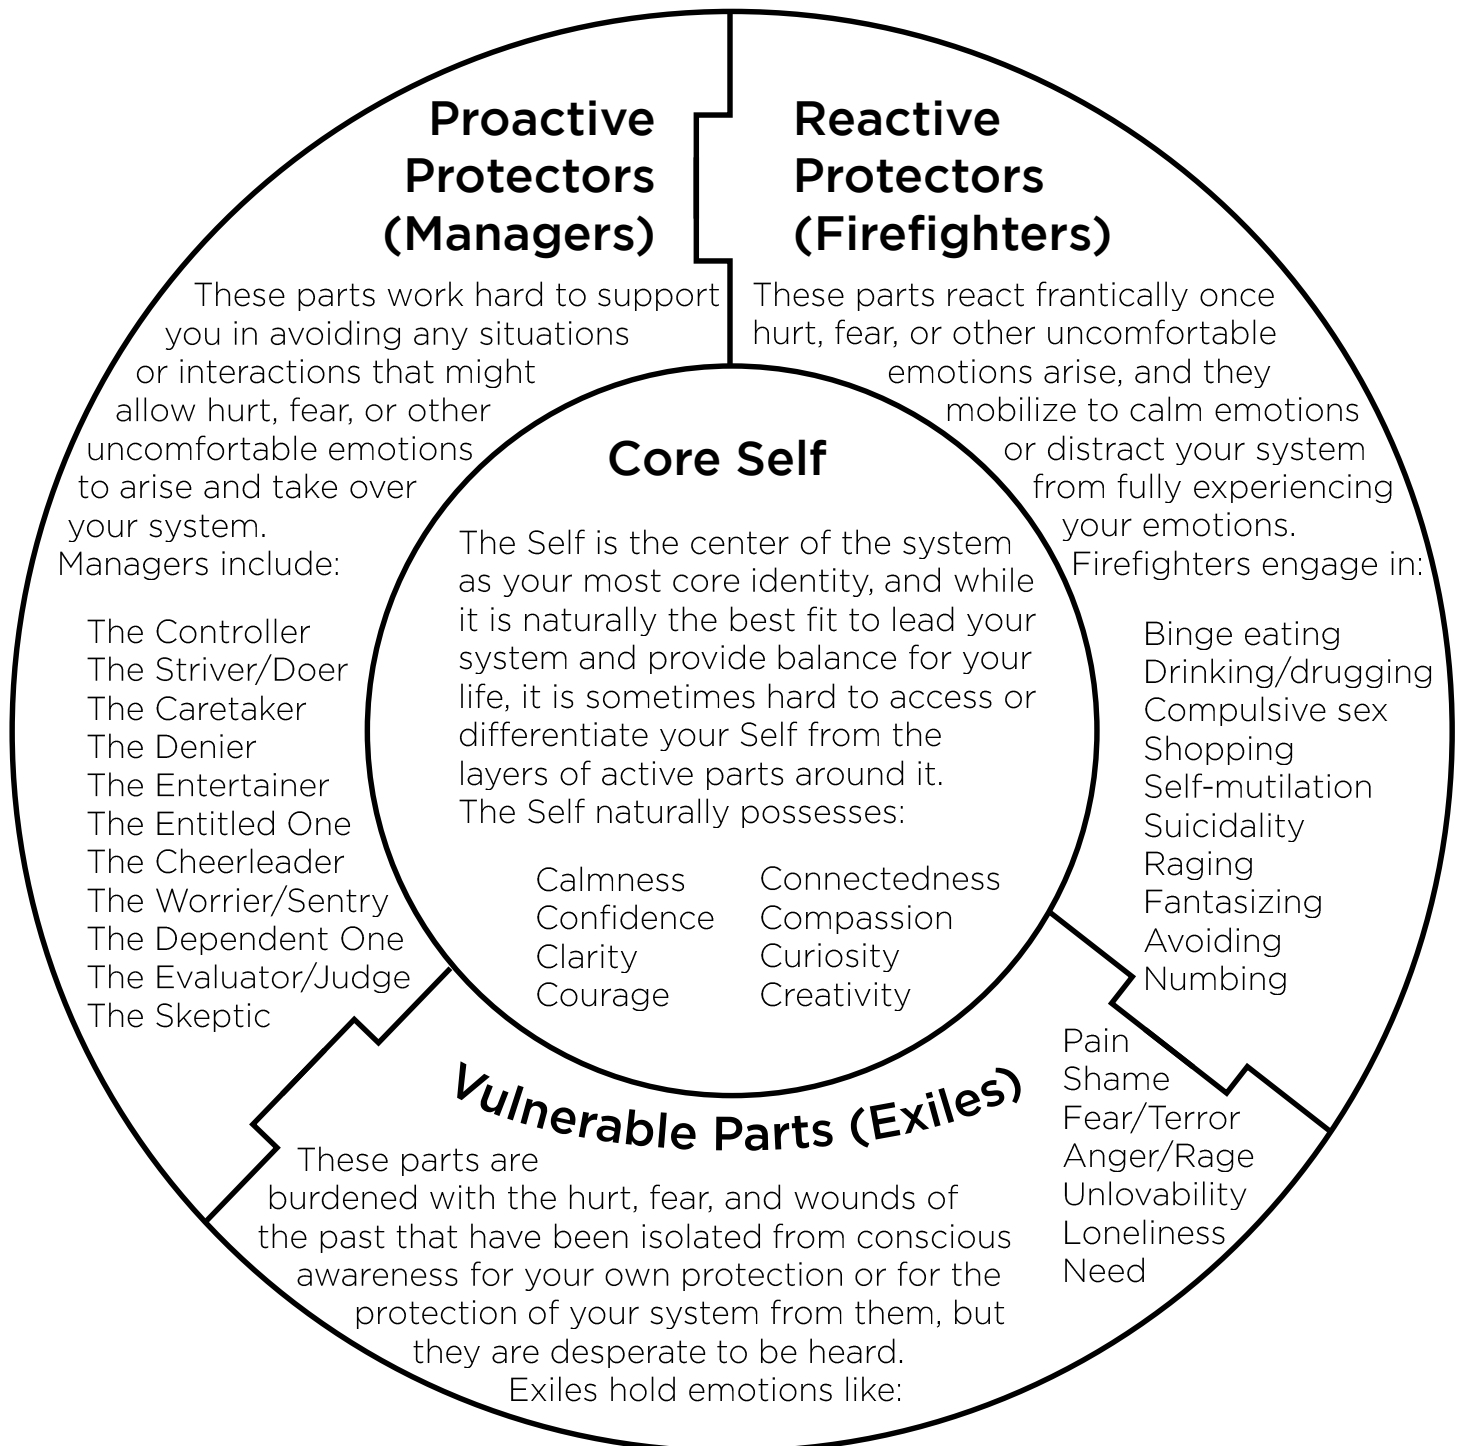 Proactive
Protectors
(Managers)
These parts work hard to support
you in avoiding any situations
or interactions that might
allow hurt, fear, or other
uncomfortable emotions
to arise and take over
your system.
Managers include:
The Controller
The Striver/Doer
The Caretaker
The Denier
The Entertainer
The Entitled One
The Cheerleader
The Worrier/Sentry
The Dependent One
The Evaluator/Judge
The Skeptic
Reactive
Protectors
(Firefighters)
These parts react frantically once
hurt, fear, or other uncomfortable
emotions arise, and they
mobilize to calm emotions
or distract your system
from fully experiencing
your emotions.
Firefighters engage in:
Binge eating
Drinking/drugging
Compulsive sex
Shopping
Self-mutilation
Suicidality
Raging
Fantasizing
Avoiding
Numbing
Core Self
The Self is the center of the system
as your most core identity, and while
it is naturally the best fit to lead your
system and provide balance for your
life, it is sometimes hard to access or
differentiate your Self from the
layers of active parts around it.
The Self naturally possesses:
Calmness
Confidence
Clarity
Courage
Connectedness
Compassion
Curiosity
Creativity
Vulnerable Parts (Exiles)
These parts are
burdened with the hurt, fear, and wounds of
the past that have been isolated from conscious
awareness for your own protection or for the
protection of your system from them, but
they are desperate to be heard.
Exiles hold emotions like:
Pain
Shame
Fear/Terror
Anger/Rage
Unlovability
Loneliness
Need